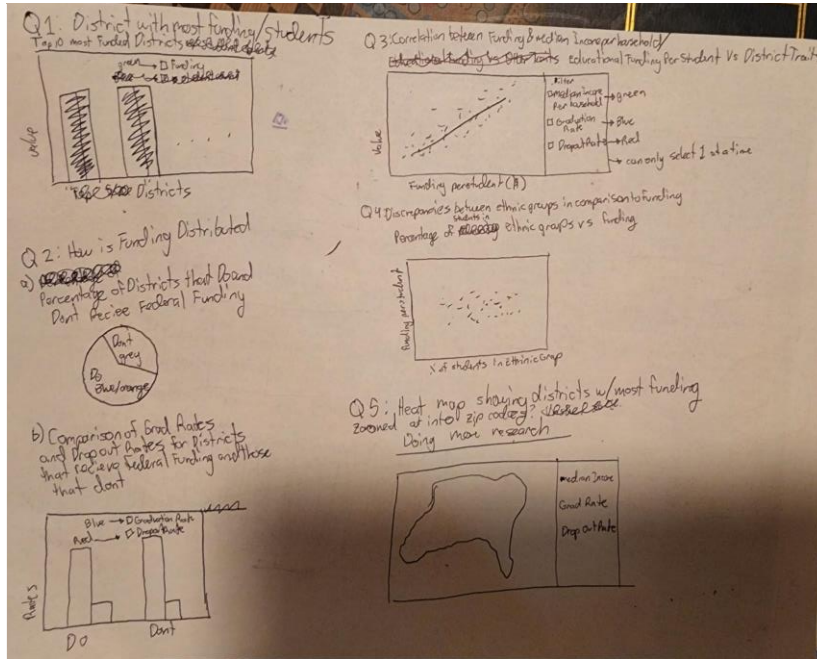 Q1: District with most funding/students
Top 10 most Funded Districts
green → Funding
Value
Districts
Q2: How is Funding Distributed
a)
Percentage of Districts that Do and
Dont Recieve Federal Funding
Dont
grey
Do
Blue/orange
b) Comparison of Grad Rates
and Dropout Rates for Districts
that recieve Federal Funding and those
that dont
Blue → Graduation Rate
Red → Dropout Rate
Rates
Do
Dont
Q3: Correlation between Funding & median Income per household/
educational Funding Per Student Vs District Traits
Filter
Median Income
Per household → green
Graduation
Rate → Blue
Dropout Rate → Red
→ can only select 1 at a time
Value
Funding per student ($)
Q4 Discrepancies between ethnic groups in comparison to funding
Percentage of students in ethnic groups vs funding
Funding per student
% of students in Ethinic Group
Q5: Heat map showing districts w/most funding
zoomed at into zip codes?
Doing more research
median Income
Grad Rate
Drop Out Rate